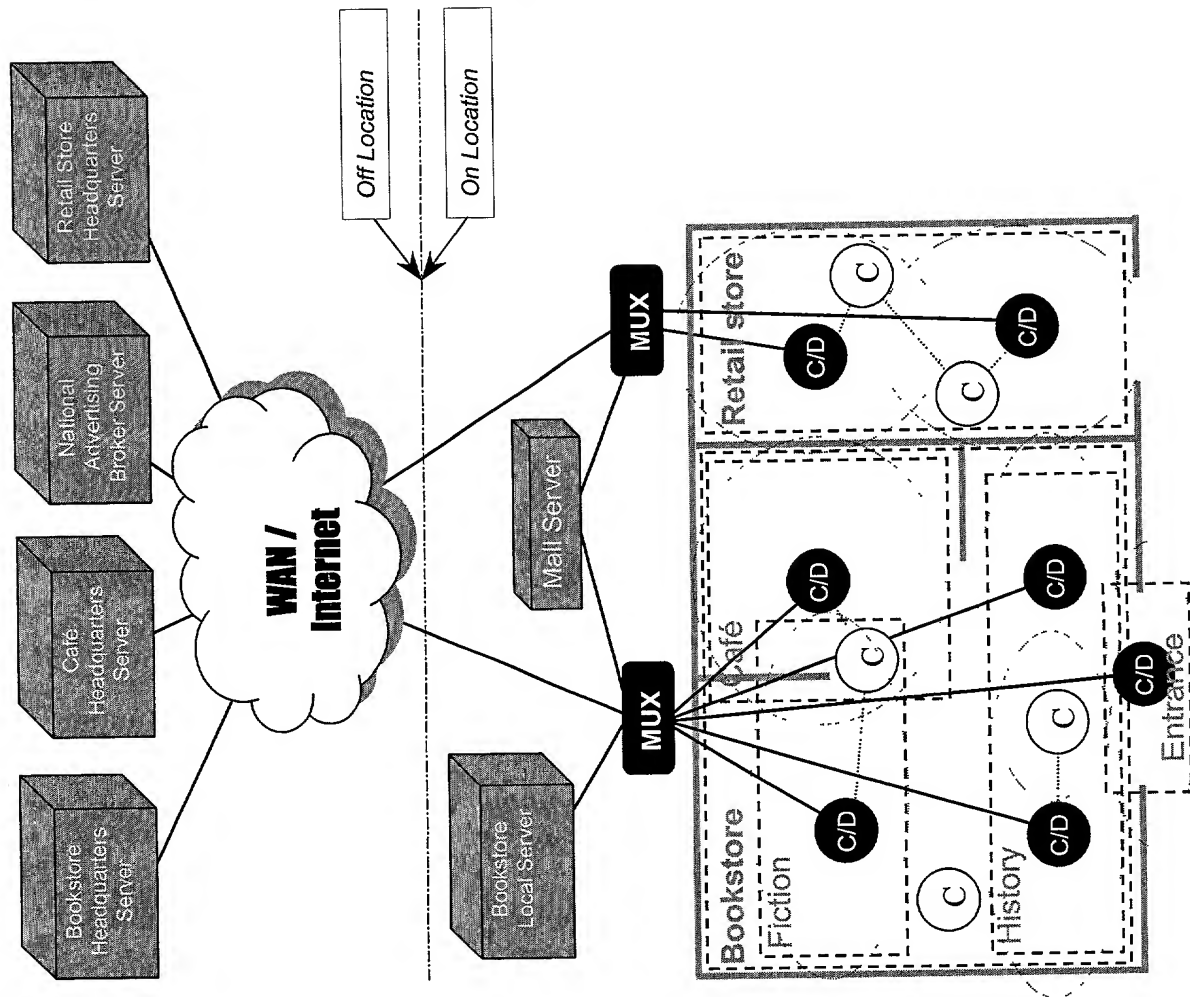 Bookstore
Headquarters
Server
Café
Headquarters
Server
National
Advertising
Broker Server
Retail Store
Headquarters
Server
WAN /
Internet
Off Location
On Location
Bookstore
Local Server
Mall Server
MUX
MUX
Bookstore
Café
Retail store
Fiction
C/D
C/D
C/D
C
C
C
History
C/D
C
C/D
C/D
C
C/D
Entrance